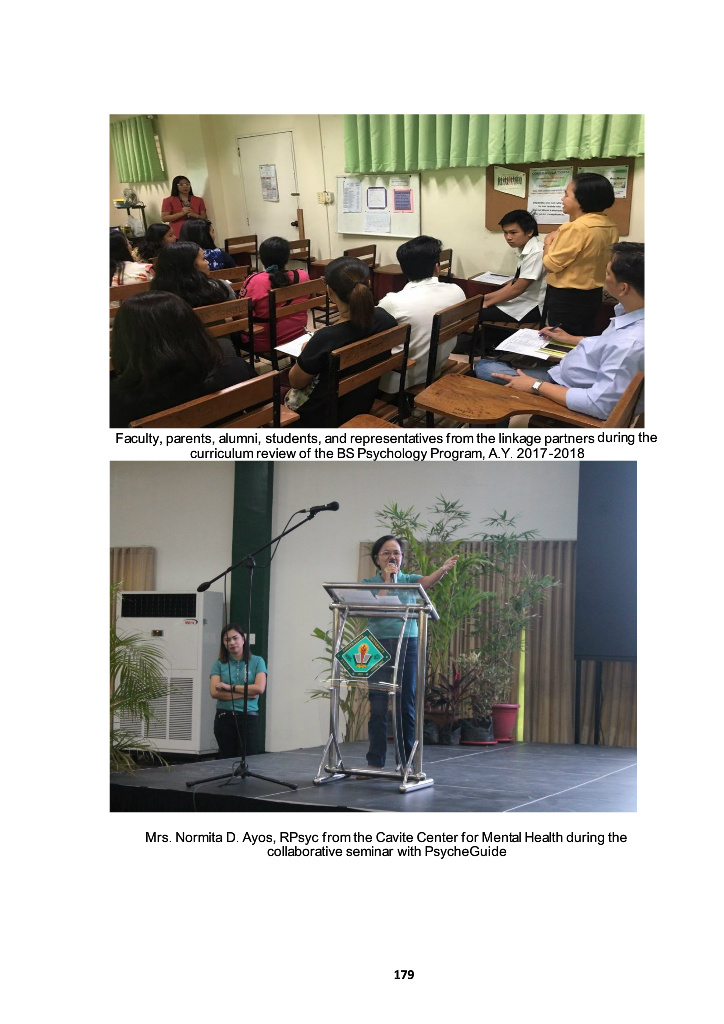 Faculty, parents, alumni, students, and representatives from the linkage partners during the
curriculum review of the BS Psychology Program, A.Y. 2017-2018
Mrs. Normita D. Ayos, RPsyc from the Cavite Center for Mental Health during the
collaborative seminar with PsycheGuide
179